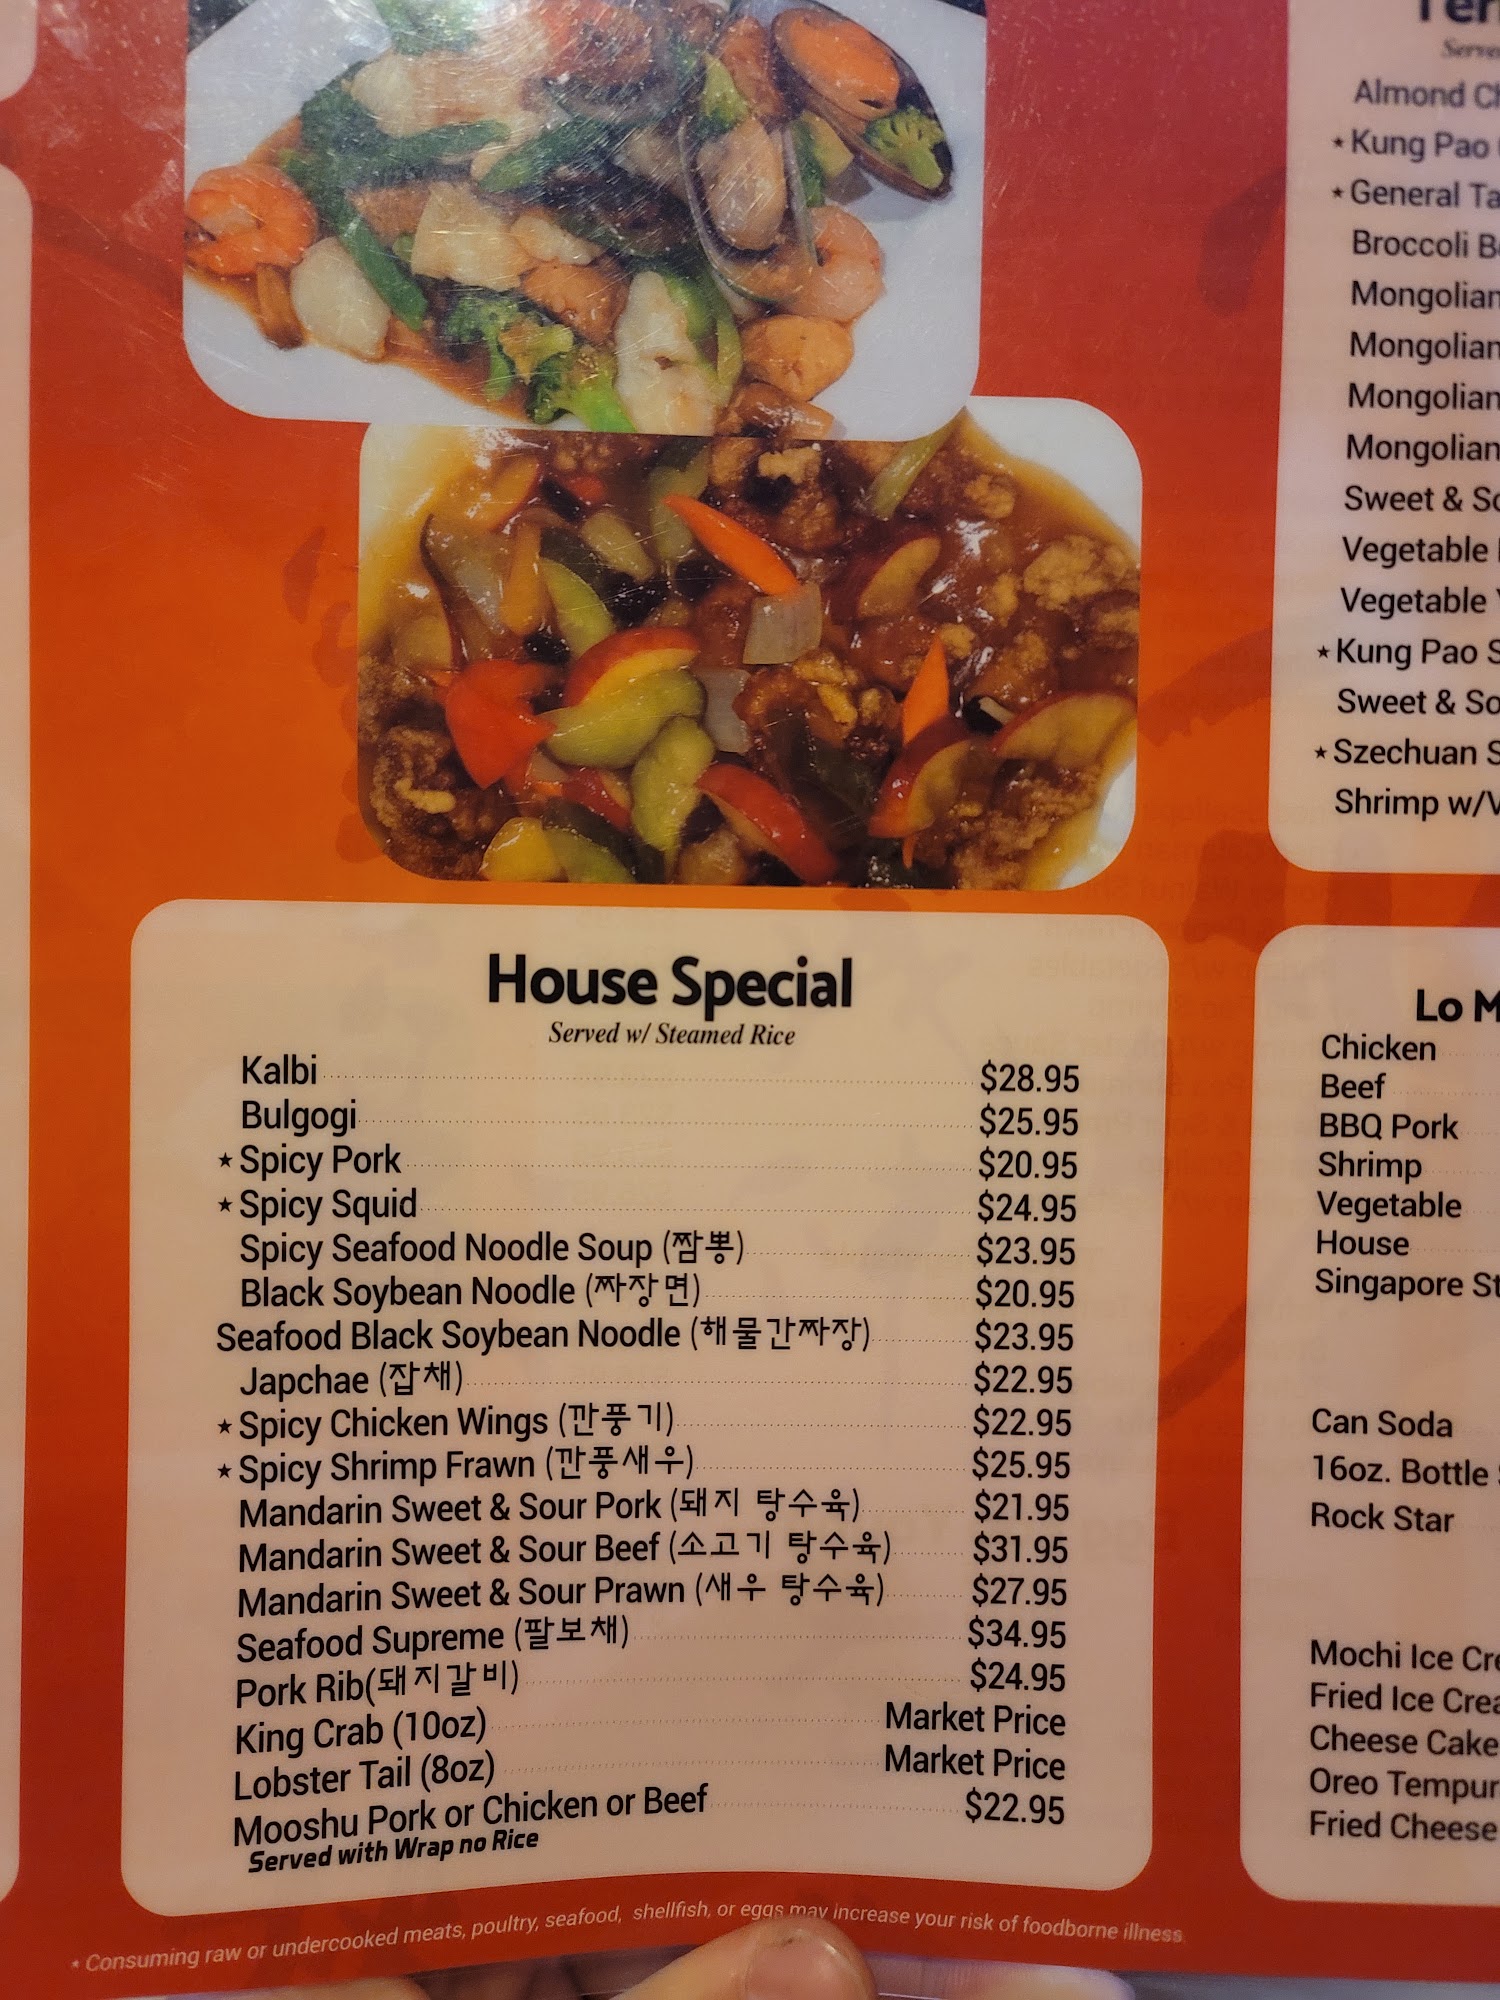 House Special
Served w/ Steamed Rice
Kalbi $28.95
Bulgogi $25.95
★ Spicy Pork $20.95
★ Spicy Squid $24.95
Spicy Seafood Noodle Soup (짬뽕) $23.95
Black Soybean Noodle (짜장면) $20.95
Seafood Black Soybean Noodle (해물간짜장) $23.95
Japchae (잡채) $22.95
★ Spicy Chicken Wings (깐풍기) $22.95
★ Spicy Shrimp Frawn (깐풍새우) $25.95
Mandarin Sweet & Sour Pork (돼지 탕수육) $21.95
Mandarin Sweet & Sour Beef (소고기 탕수육) $31.95
Mandarin Sweet & Sour Prawn (새우 탕수육) $27.95
Seafood Supreme (팔보채) $34.95
Pork Rib(돼지갈비) $24.95
King Crab (10oz) Market Price
Lobster Tail (8oz) Market Price
Mooshu Pork or Chicken or Beef $22.95
Served with Wrap no Rice
★ Consuming raw or undercooked meats, poultry, seafood, shellfish, or eggs may increase your risk of foodborne illness.
Almond
★ Kung Pao
★ General
Broccoli
Mongolian
Mongolian
Mongolian
Mongolian
Sweet &
Vegetable
Vegetable
★ Kung Pao
Sweet &
★ Szechuan
Shrimp
Lo
Chicken
Beef
BBQ Pork
Shrimp
Vegetable
House
Singapore
Can Soda
16oz. Bottle
Rock Star
Mochi Ice
Fried Ice
Cheese Cake
Oreo
Fried Cheese